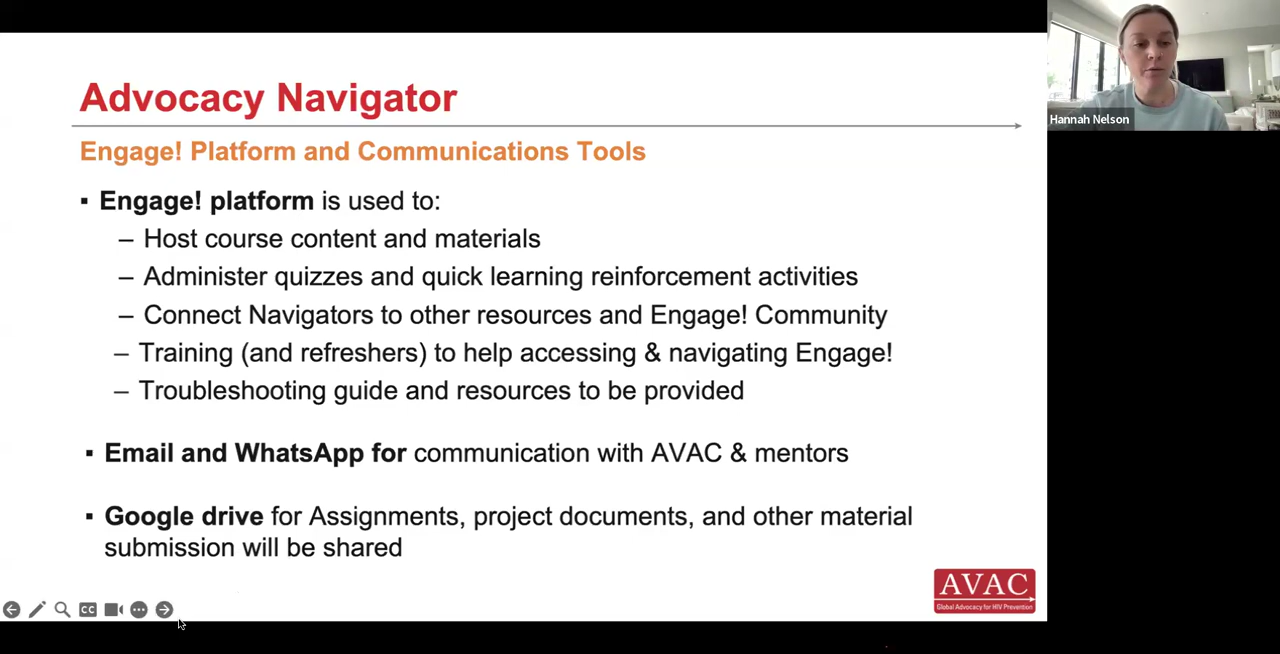 Advocacy Navigator
Engage! Platform and Communications Tools
▪ Engage! platform is used to:
– Host course content and materials
– Administer quizzes and quick learning reinforcement activities
– Connect Navigators to other resources and Engage! Community
– Training (and refreshers) to help accessing & navigating Engage!
– Troubleshooting guide and resources to be provided
▪ Email and WhatsApp for communication with AVAC & mentors
▪ Google drive for Assignments, project documents, and other material
submission will be shared
AVAC
Global Advocacy for HIV Prevention
CC
Hannah Nelson